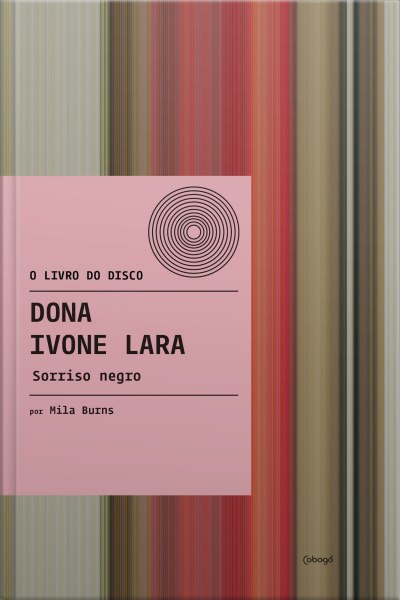 O LIVRO DO DISCO
DONA
IVONE LARA
Sorriso negro
por Mila Burns
Cobogó